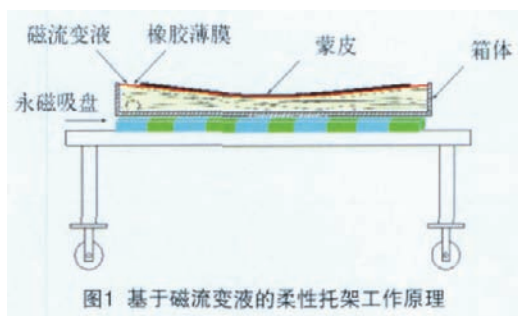 磁流变液 橡胶薄膜
蒙皮
箱体
永磁吸盘
图1 基于磁流变液的柔性托架工作原理